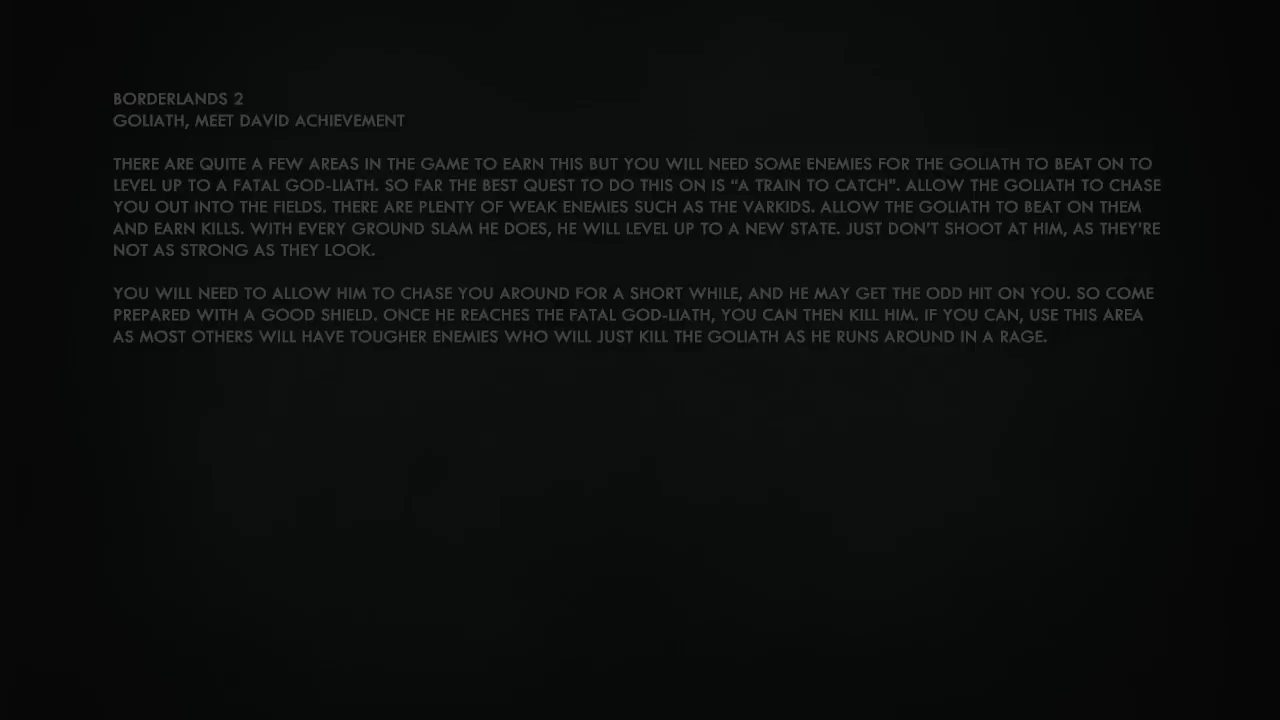 BORDERLANDS 2
GOLIATH, MEET DAVID ACHIEVEMENT
THERE ARE QUITE A FEW AREAS IN THE GAME TO EARN THIS BUT YOU WILL NEED SOME ENEMIES FOR THE GOLIATH TO BEAT ON TO
LEVEL UP TO A FATAL GOD-LIATH. SO FAR THE BEST QUEST TO DO THIS ON IS “A TRAIN TO CATCH”. ALLOW THE GOLIATH TO CHASE
YOU OUT INTO THE FIELDS. THERE ARE PLENTY OF WEAK ENEMIES SUCH AS THE VARKIDS. ALLOW THE GOLIATH TO BEAT ON THEM
AND EARN KILLS. WITH EVERY GROUND SLAM HE DOES, HE WILL LEVEL UP TO A NEW STATE. JUST DON'T SHOOT AT HIM, AS THEY'RE
NOT AS STRONG AS THEY LOOK.
YOU WILL NEED TO ALLOW HIM TO CHASE YOU AROUND FOR A SHORT WHILE, AND HE MAY GET THE ODD HIT ON YOU. SO COME
PREPARED WITH A GOOD SHIELD. ONCE HE REACHES THE FATAL GOD-LIATH, YOU CAN THEN KILL HIM. IF YOU CAN, USE THIS AREA
AS MOST OTHERS WILL HAVE TOUGHER ENEMIES WHO WILL JUST KILL THE GOLIATH AS HE RUNS AROUND IN A RAGE.